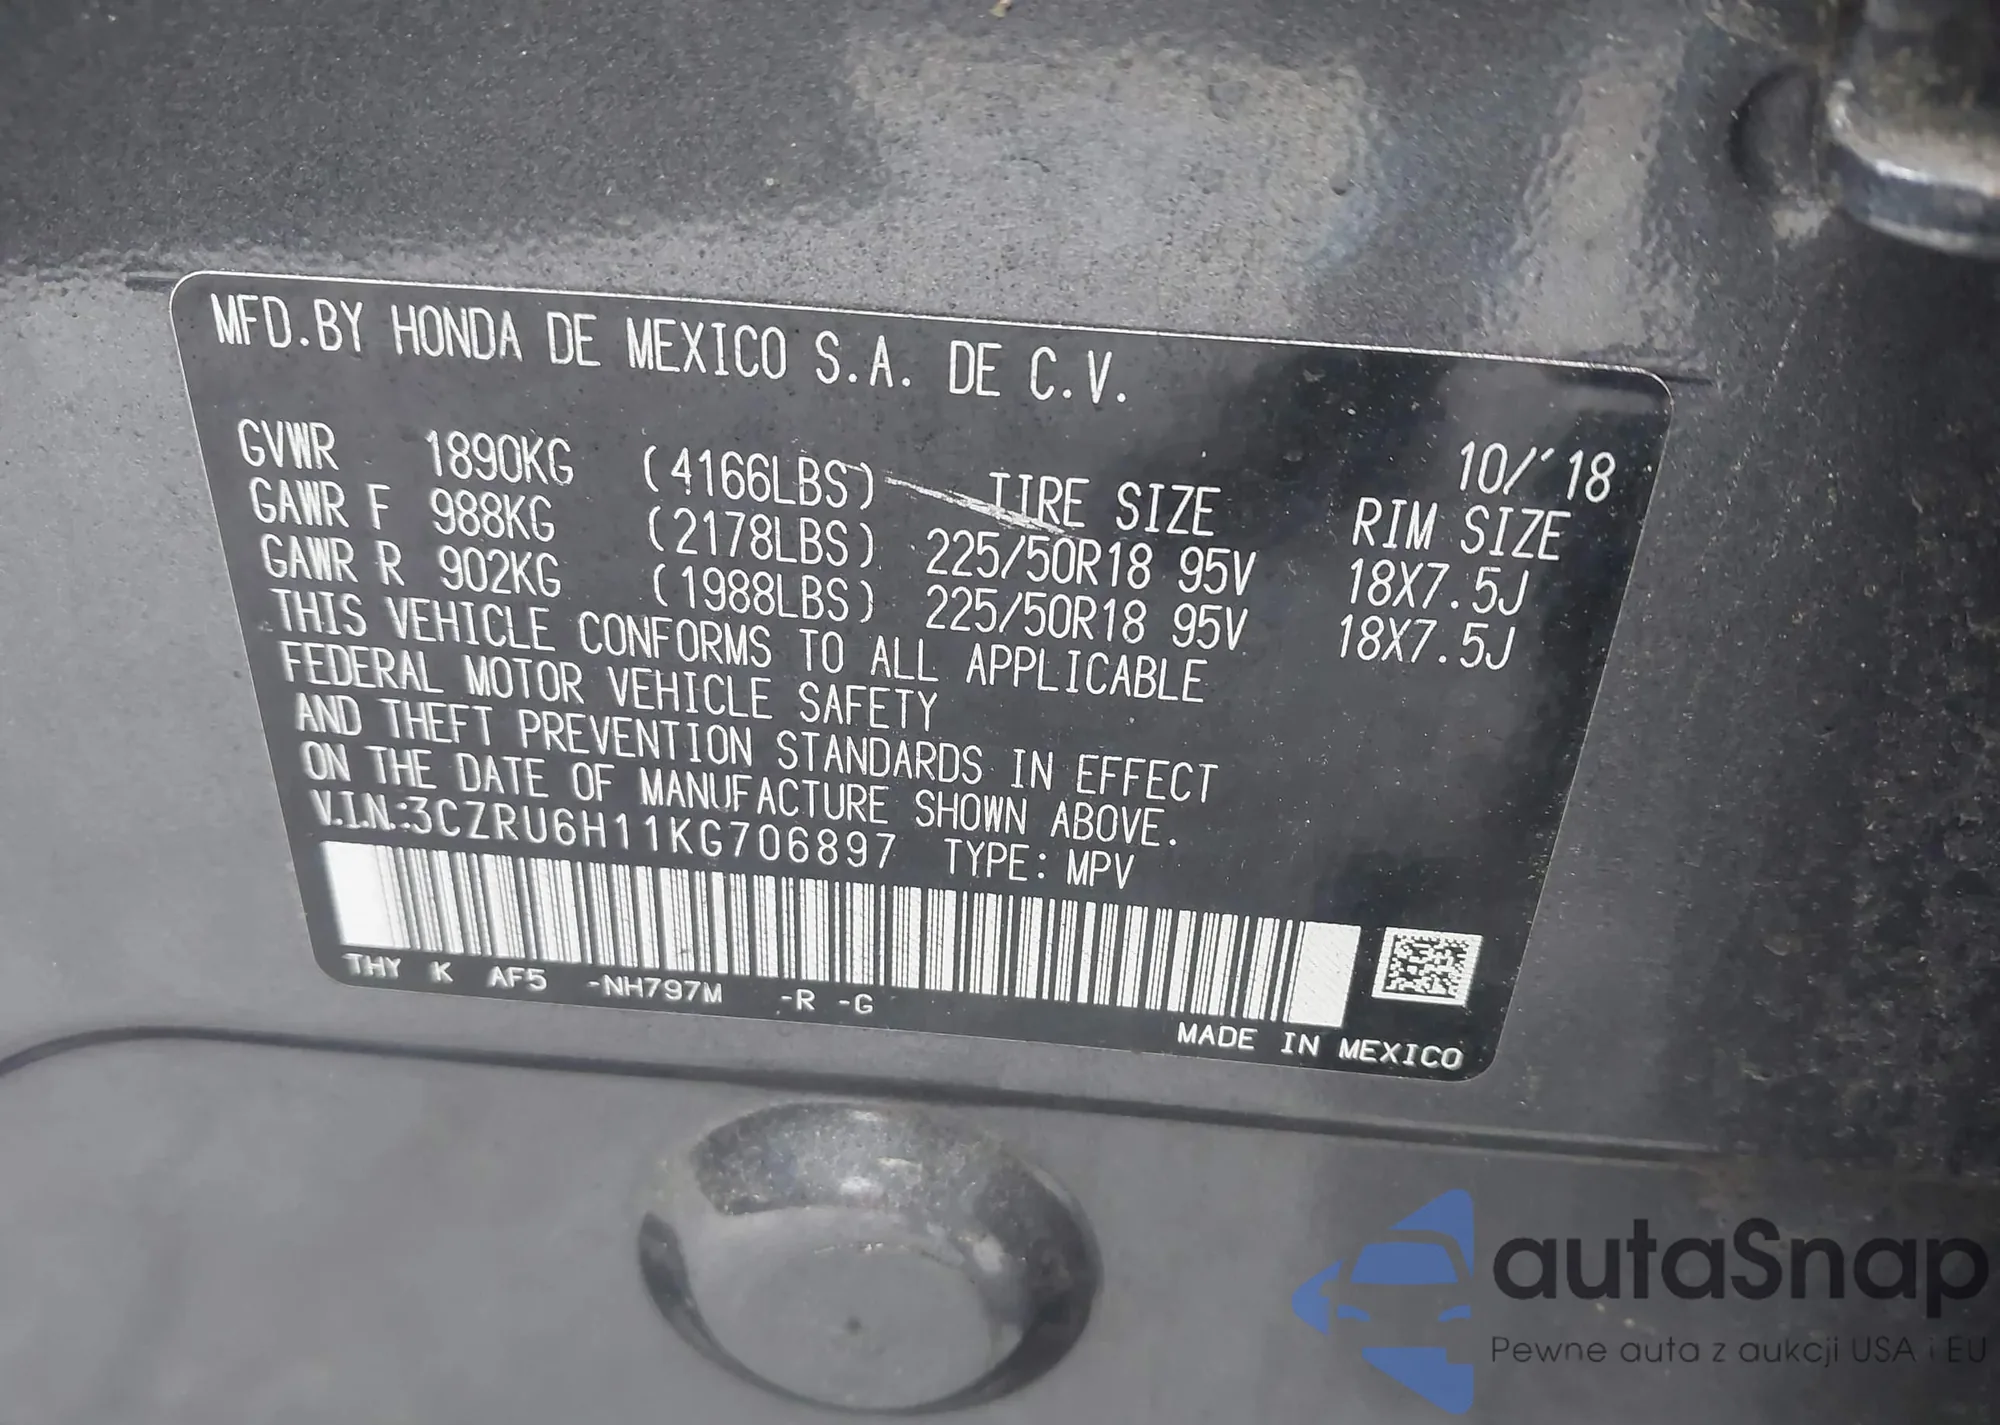 MFD.BY HONDA DE MEXICO S.A. DE C.V.
10/'18
GVWR 1890KG (4166LBS) TIRE SIZE RIM SIZE
GAWR F 988KG (2178LBS) 225/50R18 95V 18X7.5J
GAWR R 902KG (1988LBS) 225/50R18 95V 18X7.5J
THIS VEHICLE CONFORMS TO ALL APPLICABLE
FEDERAL MOTOR VEHICLE SAFETY
AND THEFT PREVENTION STANDARDS IN EFFECT
ON THE DATE OF MANUFACTURE SHOWN ABOVE.
V.I.N:3CZRU6H11KG706897 TYPE: MPV
THY K AF5 -NH797M -R -G
MADE IN MEXICO
autaSnap
Pewne auta z aukcji USA i EU